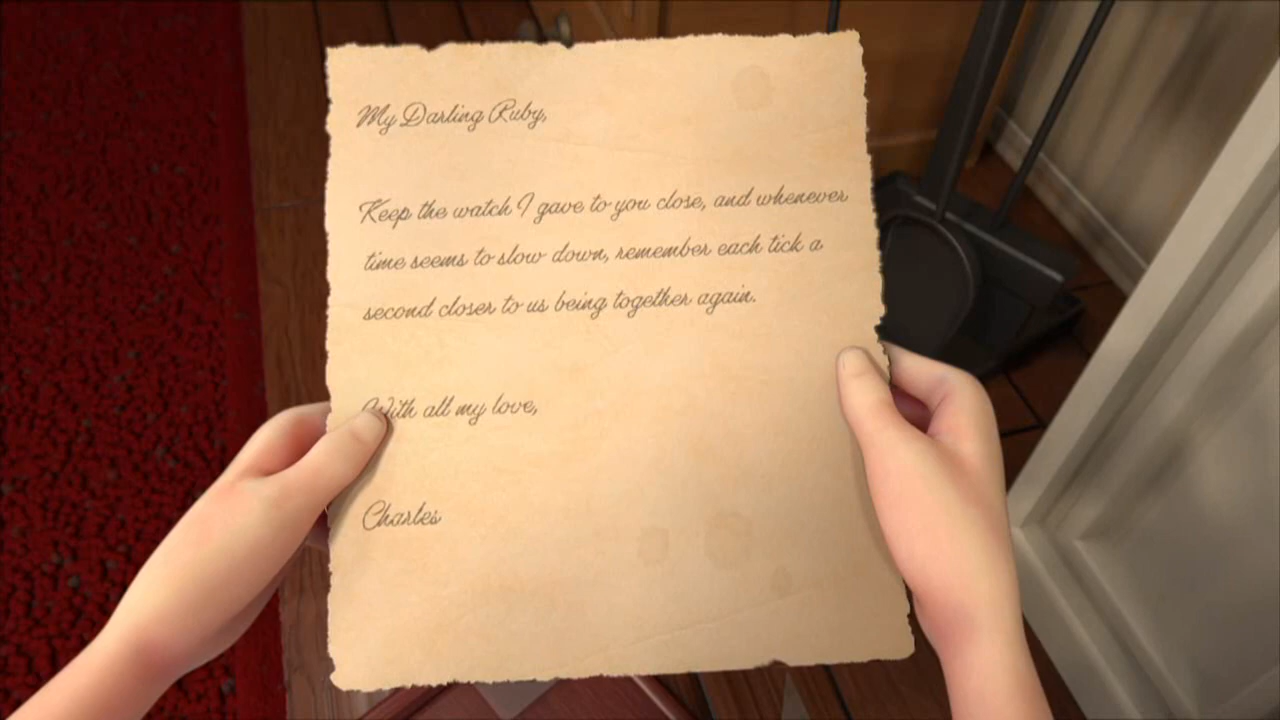 My Darling Ruby,
Keep the watch I gave to you close, and whenever
time seems to slow down, remember each tick a
second closer to us being together again.
With all my love,
Charles